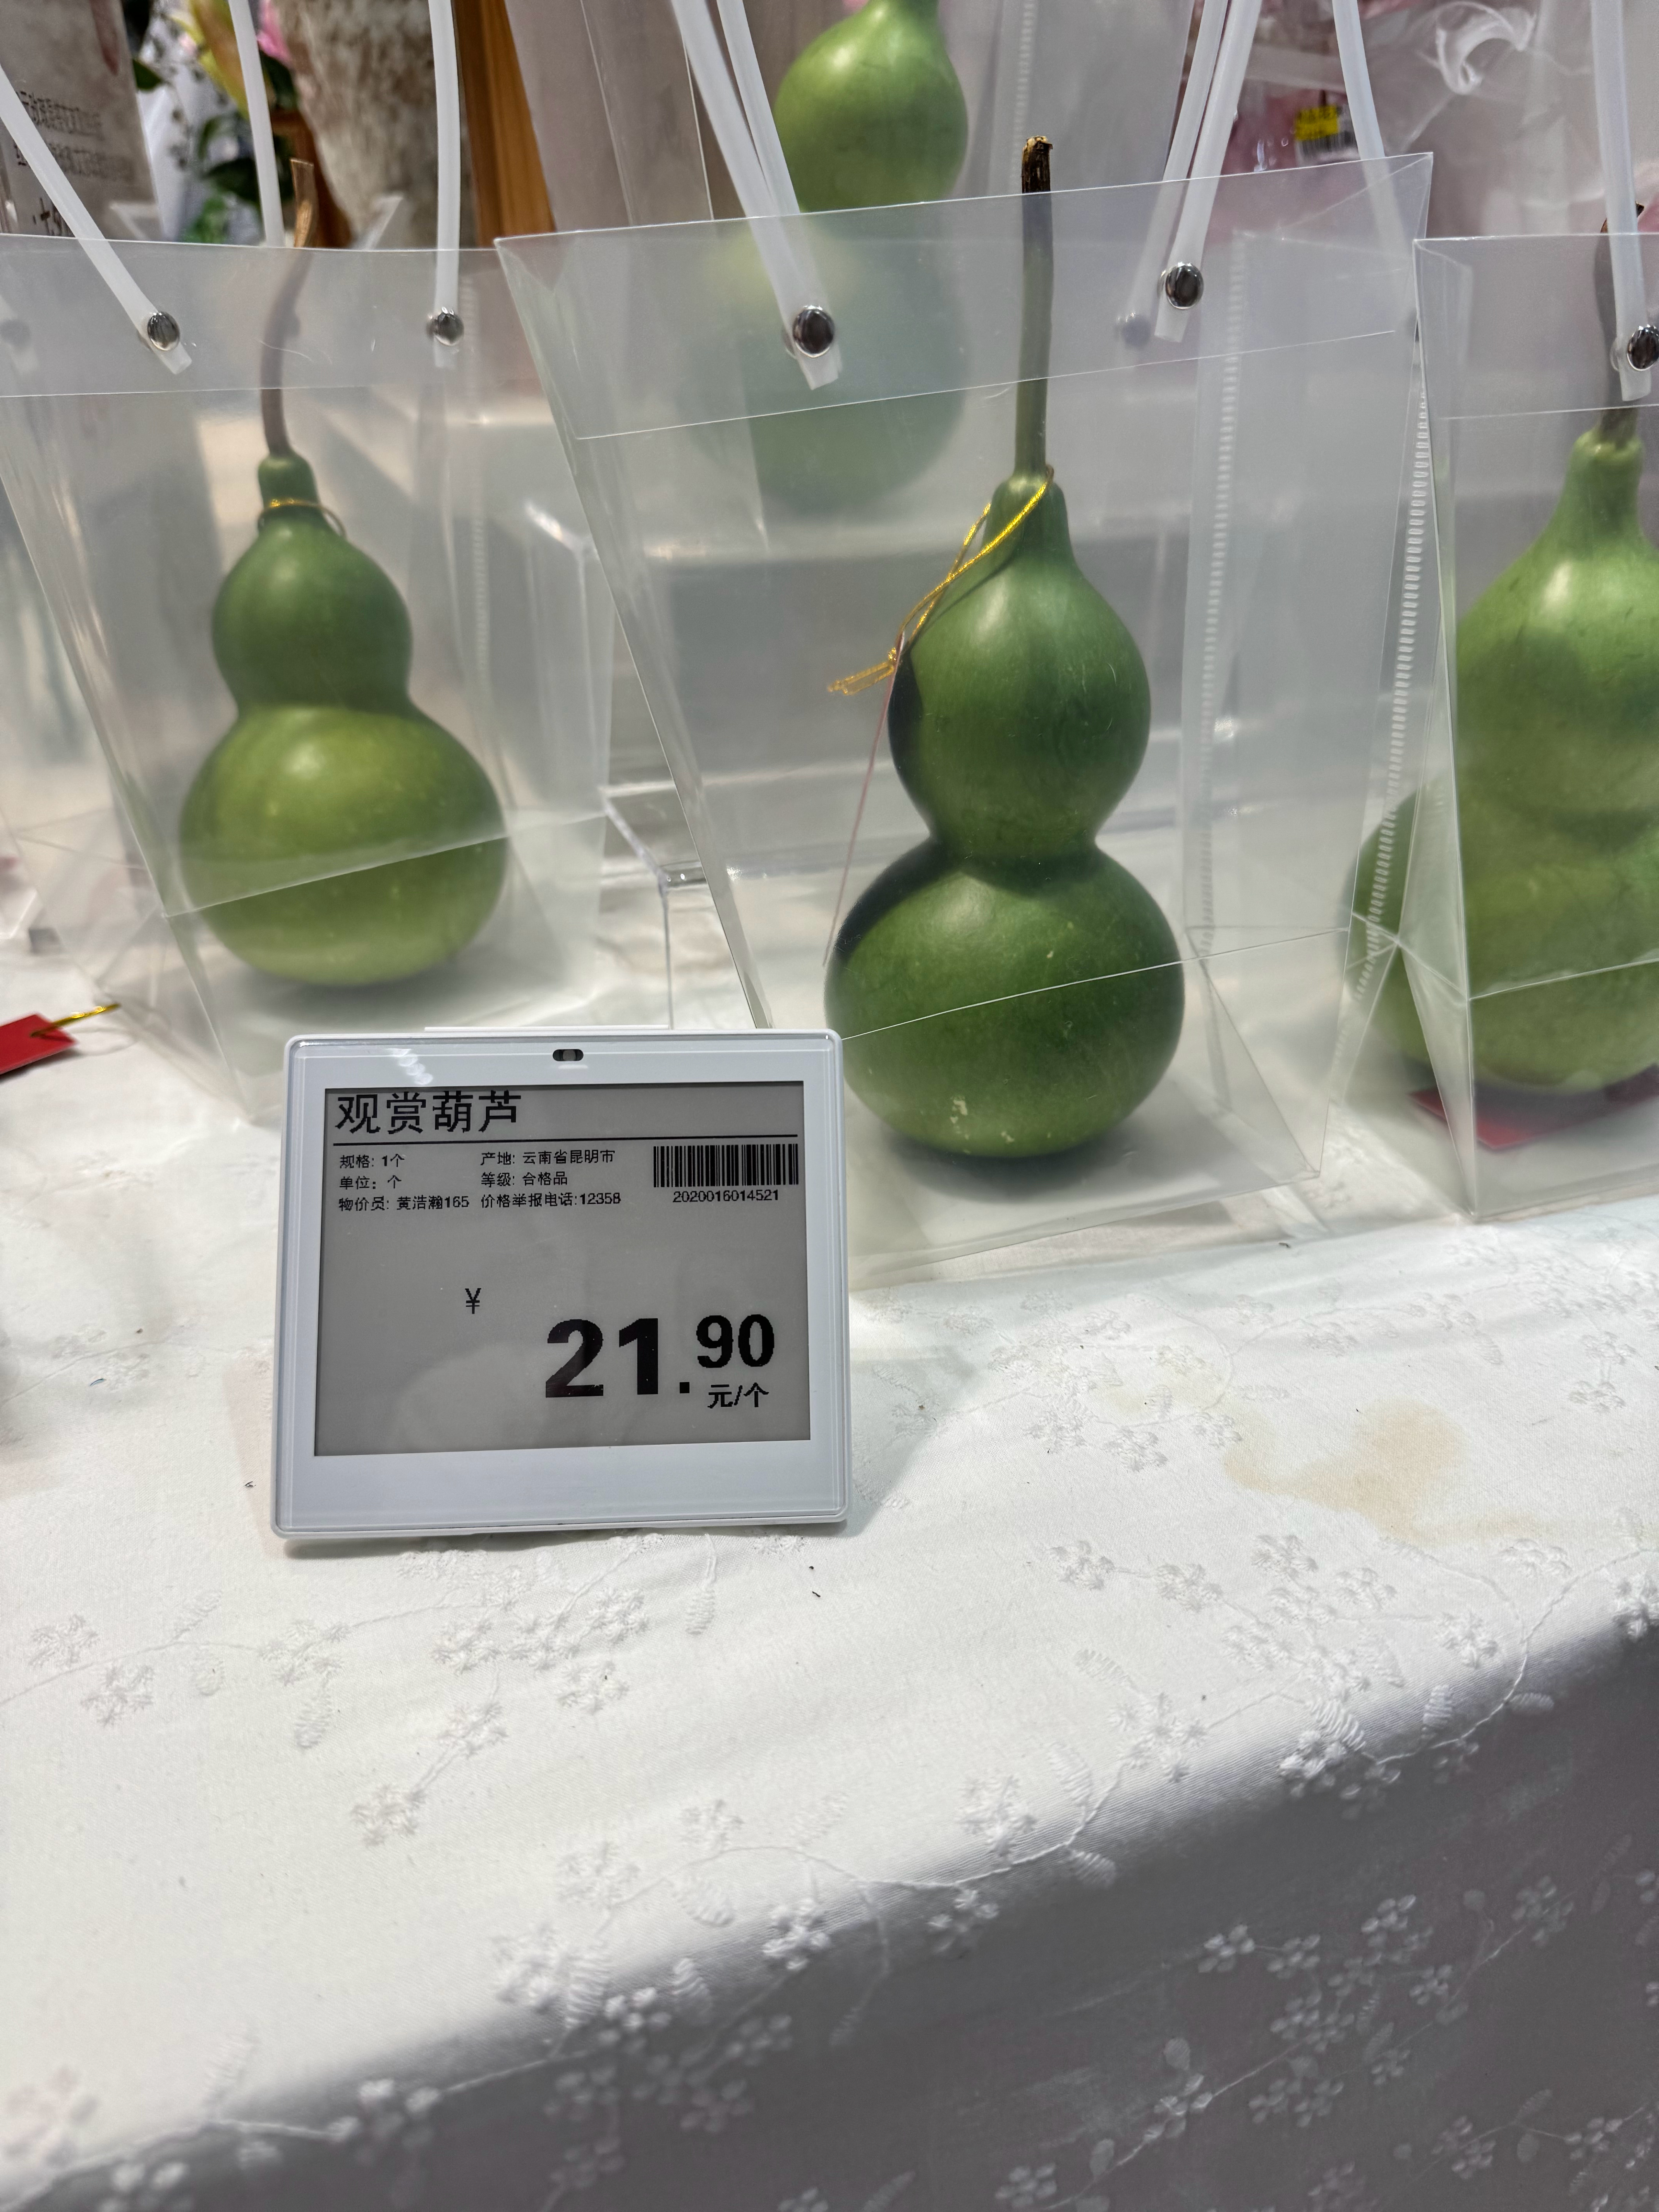 观赏葫芦
规格: 1个 产地: 云南省昆明市
单位: 个 等级: 合格品
物价员: 黄浩瀚165 价格举报电话:12358
2020016014521
¥
21.90
元/个